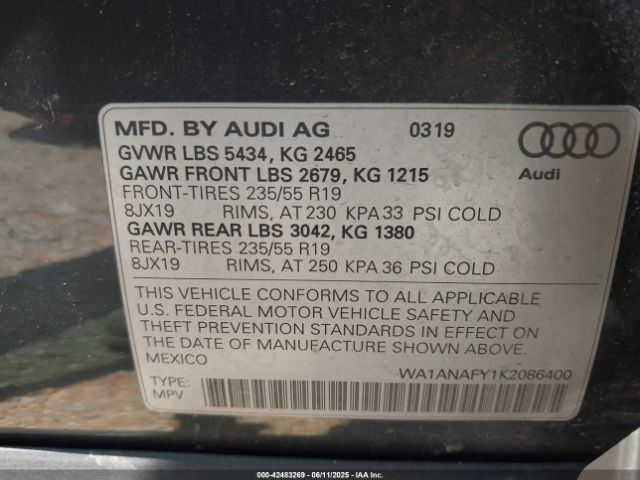 MFD. BY AUDI AG 0319
GVWR LBS 5434, KG 2465
GAWR FRONT LBS 2679, KG 1215
Audi
FRONT-TIRES 235/55 R19
8JX19 RIMS, AT 230 KPA 33 PSI COLD
GAWR REAR LBS 3042, KG 1380
REAR-TIRES 235/55 R19
8JX19 RIMS, AT 250 KPA 36 PSI COLD
THIS VEHICLE CONFORMS TO ALL APPLICABLE
U.S. FEDERAL MOTOR VEHICLE SAFETY AND
THEFT PREVENTION STANDARDS IN EFFECT ON
THE DATE OF MANUFACTURE SHOWN ABOVE.
MEXICO
WA1ANAFY1K2086400
TYPE:
MPV
000-42483269 - 06/11/2025 - IAA Inc.